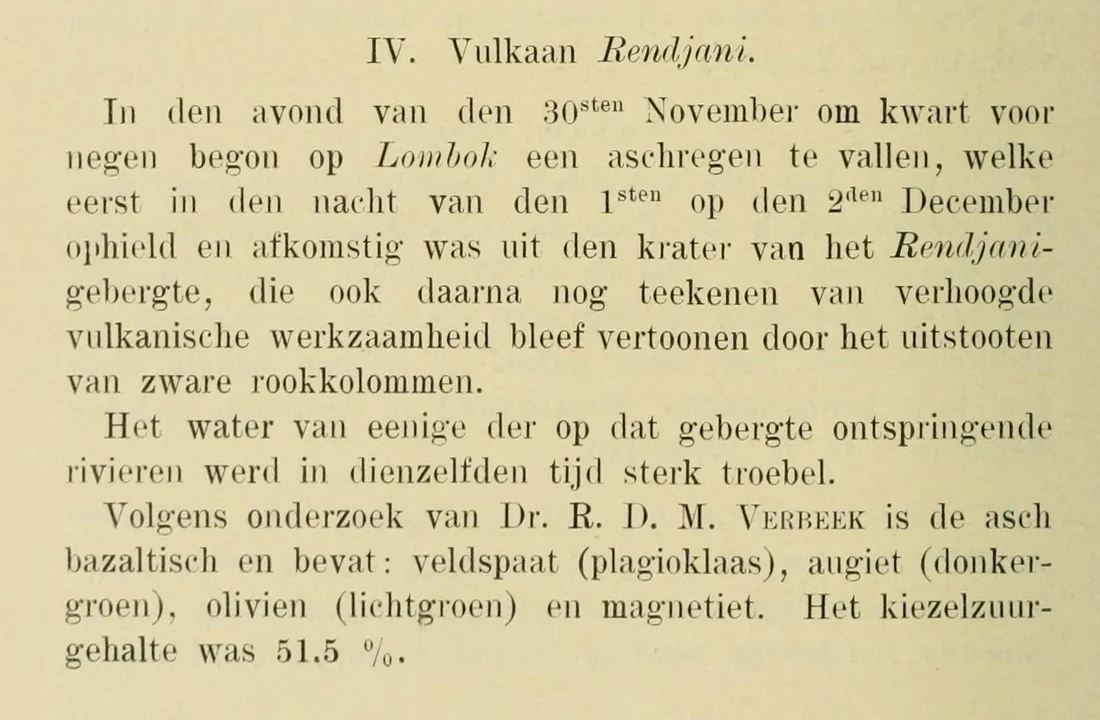 IV. Vulkaan Rendjani.
In den avond van den 30sten November om kwart voor
negen begon op Lombok een aschregen te vallen, welke
eerst in den nacht van den 1sten op den 2den December
ophield en afkomstig was uit den krater van het Rendjani-
gebergte, die ook daarna nog teekenen van verhoogde
vulkanische werkzaamheid bleef vertoonen door het uitstooten
van zware rookkolommen.
Het water van eenige der op dat gebergte ontspringende
rivieren werd in dienzelfden tijd sterk troebel.
Volgens onderzoek van Dr. R. D. M. VERBEEK is de asch
bazaltisch en bevat: veldspaat (plagioklaas), augiet (donker-
groen), olivien (lichtgroen) en magnetiet. Het kiezelzuur-
gehalte was 51.5 %.